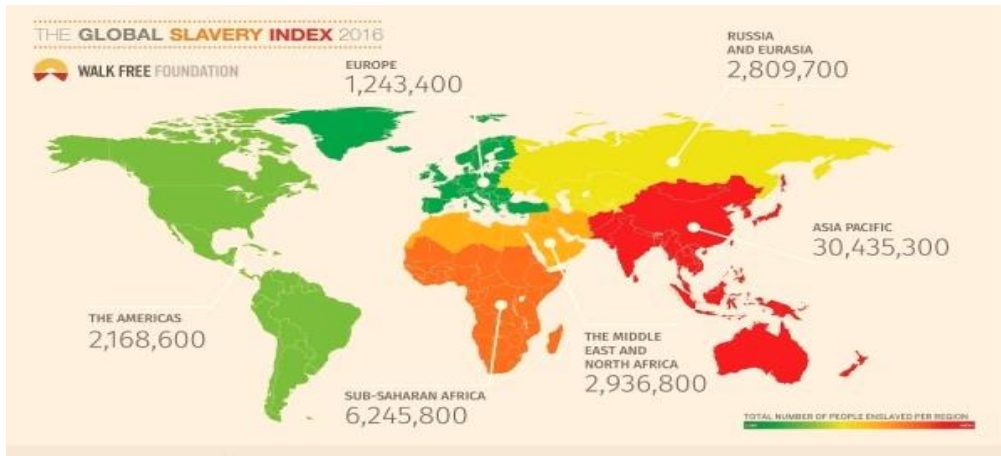 THE GLOBAL SLAVERY INDEX 2016
WALK FREE FOUNDATION
EUROPE
1,243,400
RUSSIA
AND EURASIA
2,809,700
ASIA PACIFIC
30,435,300
THE AMERICAS
2,168,600
THE MIDDLE
EAST AND
NORTH AFRICA
2,936,800
SUB-SAHARAN AFRICA
6,245,800
TOTAL NUMBER OF PEOPLE ENSLAVED PER REGION